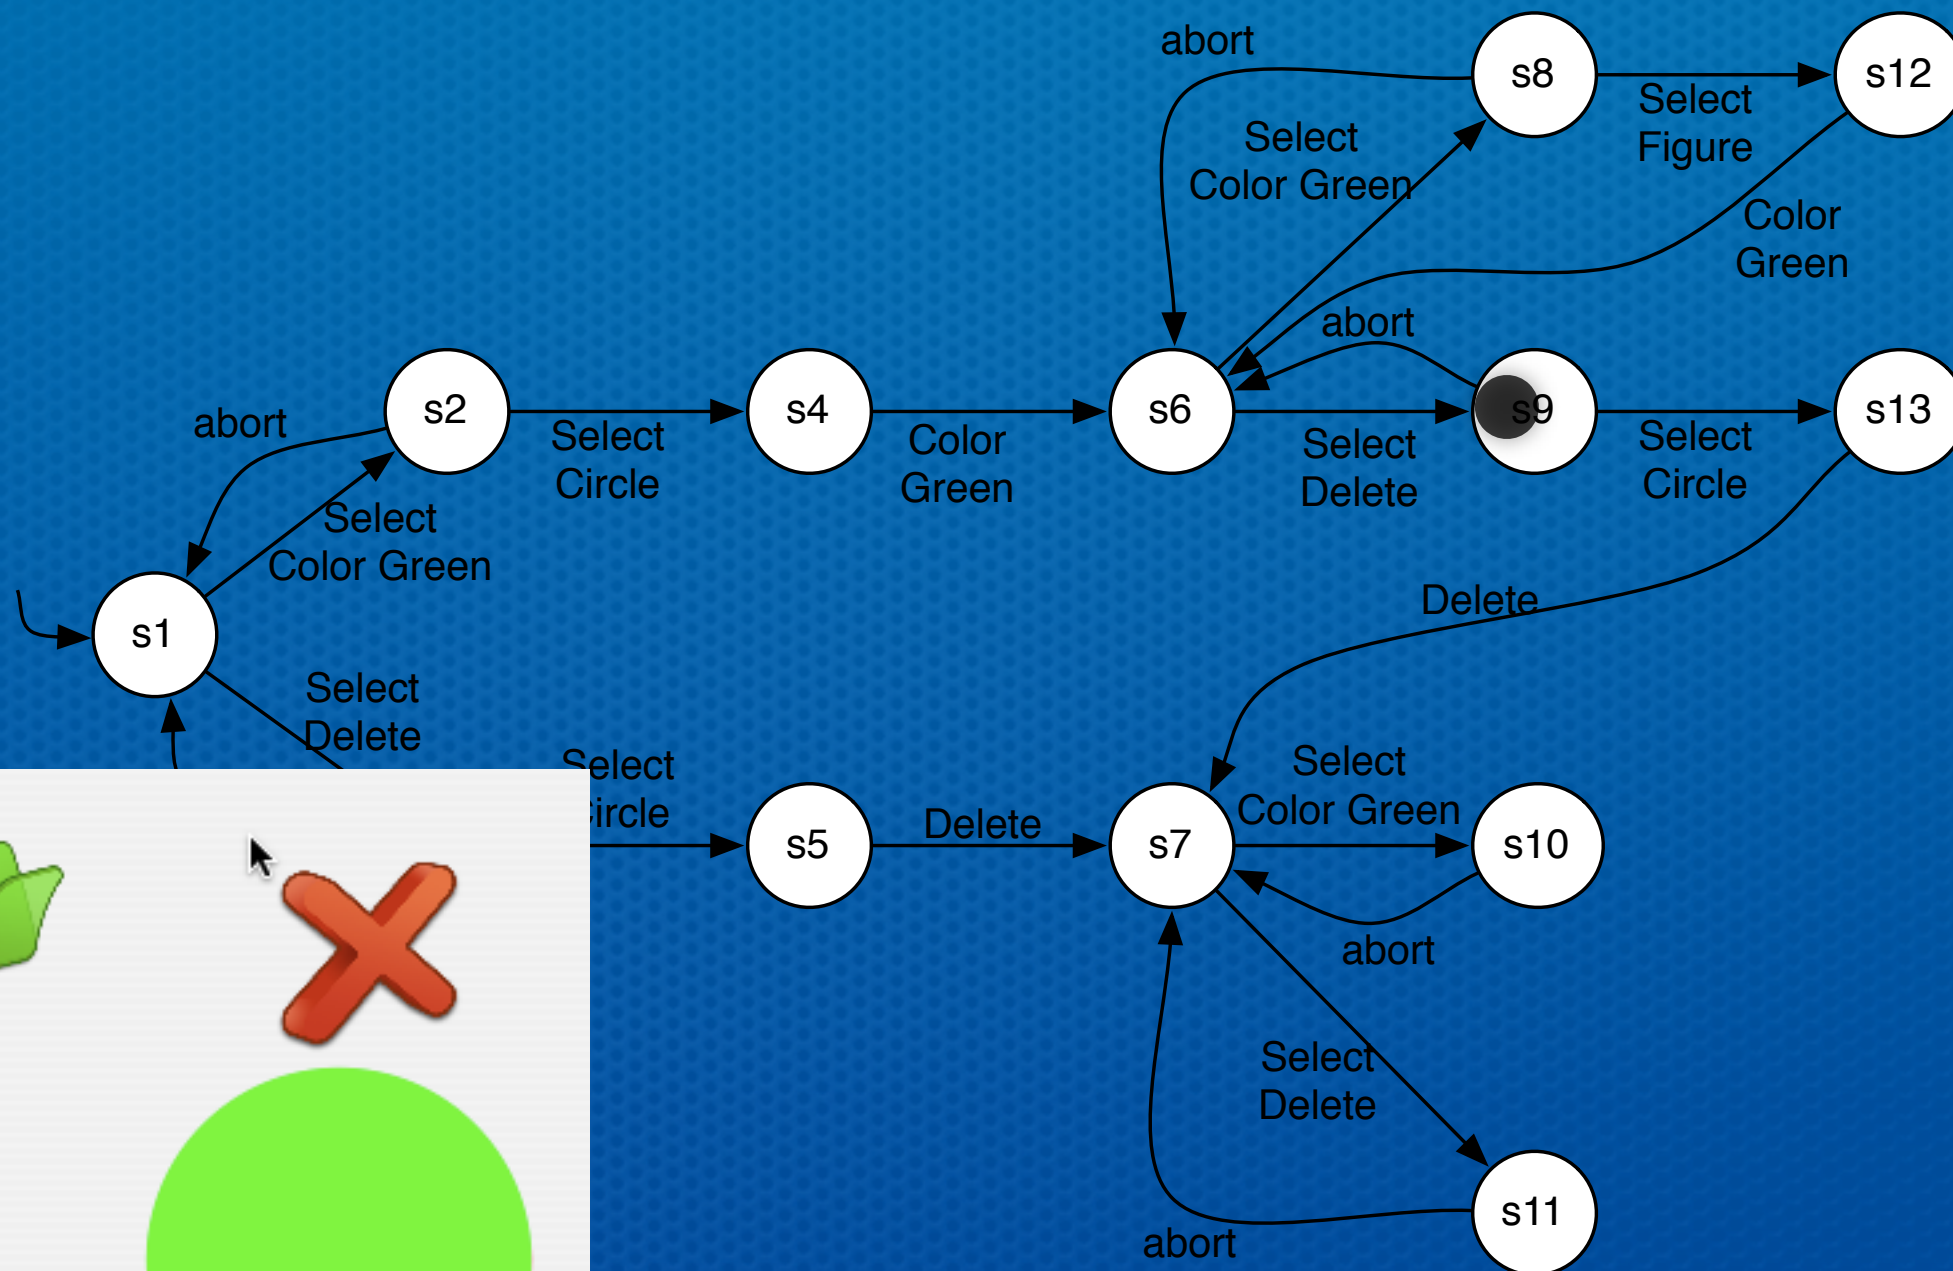 abort
s8
s12
Select
Figure
Select
Color Green
Color
Green
abort
s2
s4
s6
s9
s13
abort
Select
Circle
Color
Green
Select
Delete
Select
Circle
Select
Color Green
Delete
s1
Select
Delete
Select
Circle
s5
Delete
s7
Select
Color Green
s10
abort
Select
Delete
s11
abort